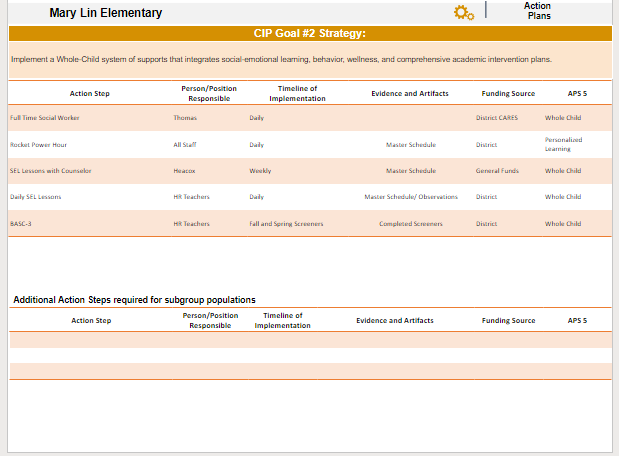 Mary Lin Elementary
Action
Plans
CIP Goal #2 Strategy:
Implement a Whole-Child system of supports that integrates social-emotional learning, behavior, wellness, and comprehensive academic intervention plans.
Action Step Person/Position Responsible Timeline of Implementation Evidence and Artifacts Funding Source APS 5
Full Time Social Worker Thomas Daily District CARES Whole Child
Rocket Power Hour All Staff Daily Master Schedule District Personalized Learning
SEL Lessons with Counselor Heacox Weekly Master Schedule General Funds Whole Child
Daily SEL Lessons HR Teachers Daily Master Schedule/ Observations District Whole Child
BASC-3 HR Teachers Fall and Spring Screeners Completed Screeners District Whole Child
Additional Action Steps required for subgroup populations
Action Step Person/Position Responsible Timeline of Implementation Evidence and Artifacts Funding Source APS 5